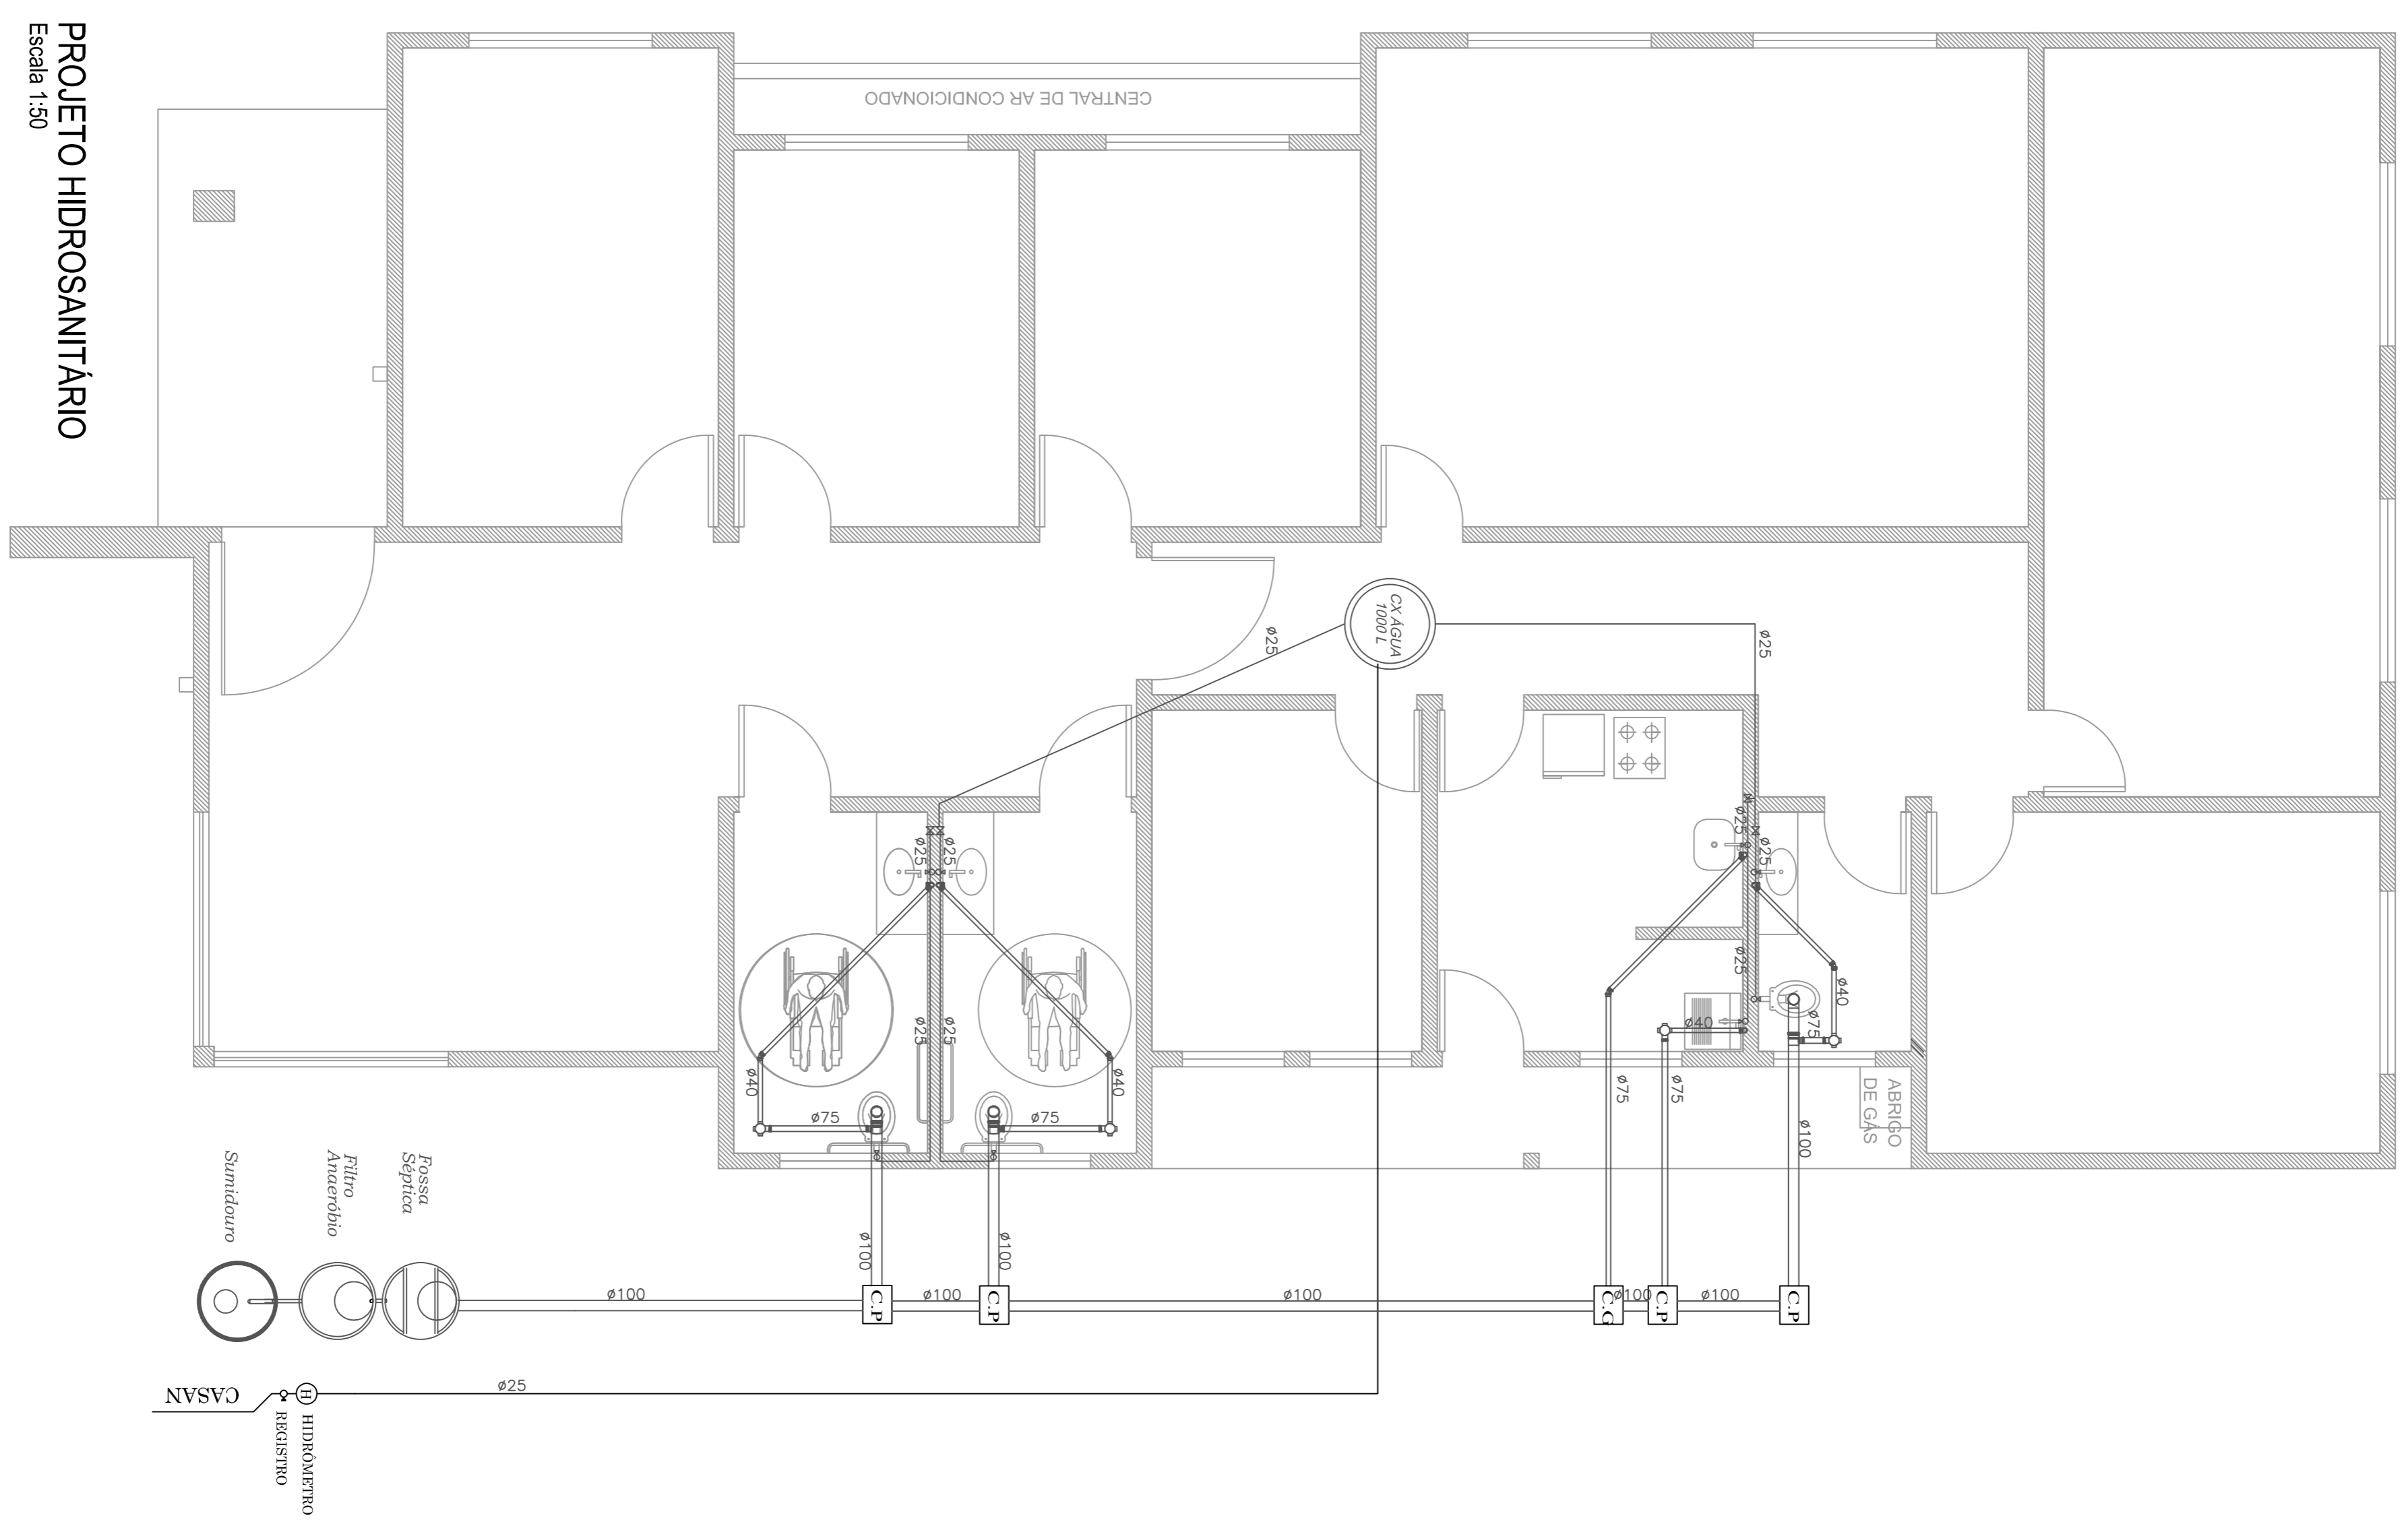 PROJETO HIDROSANITÁRIO
Escala 1:50
CENTRAL DE AR CONDICIONADO
CX ÁGUA
1000 L
ø25
ø25
ø25
ø25
ø25
ø25
ø25
ø25
ø25
ø40
ø40
ø40
ø40
ø75
ø75
ø75
ø75
ø75
ø100
ABRIGO
DE GÁS
Sumidouro
Filtro
Anaeróbio
Fossa
Séptica
ø100
ø100
ø100
ø100
ø100
ø100
ø100
C.P
C.P
C.G
C.P
C.P
CASAN
H
HIDRÔMETRO
REGISTRO
ø25